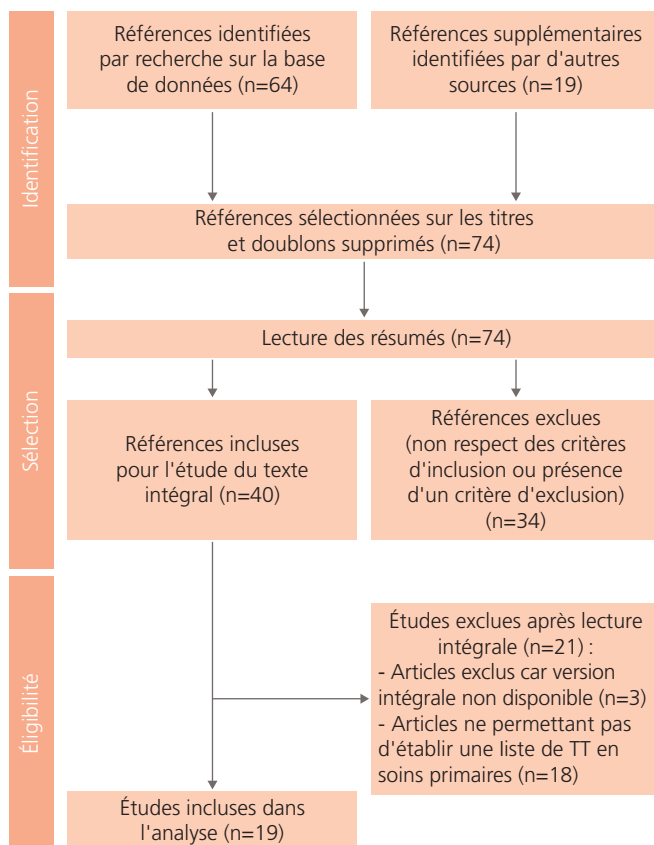 Identification
Références identifiées
par recherche sur la base
de données (n=64)
Références supplémentaires
identifiées par d'autres
sources (n=19)
Références sélectionnées sur les titres
et doublons supprimés (n=74)
Sélection
Lecture des résumés (n=74)
Références incluses
pour l'étude du texte
intégral (n=40)
Références exclues
(non respect des critères
d'inclusion ou présence
d'un critère d'exclusion)
(n=34)
Éligibilité
Études exclues après lecture
intégrale (n=21) :
- Articles exclus car version
intégrale non disponible (n=3)
- Articles ne permettant pas
d'établir une liste de TT en
soins primaires (n=18)
Études incluses dans
l'analyse (n=19)